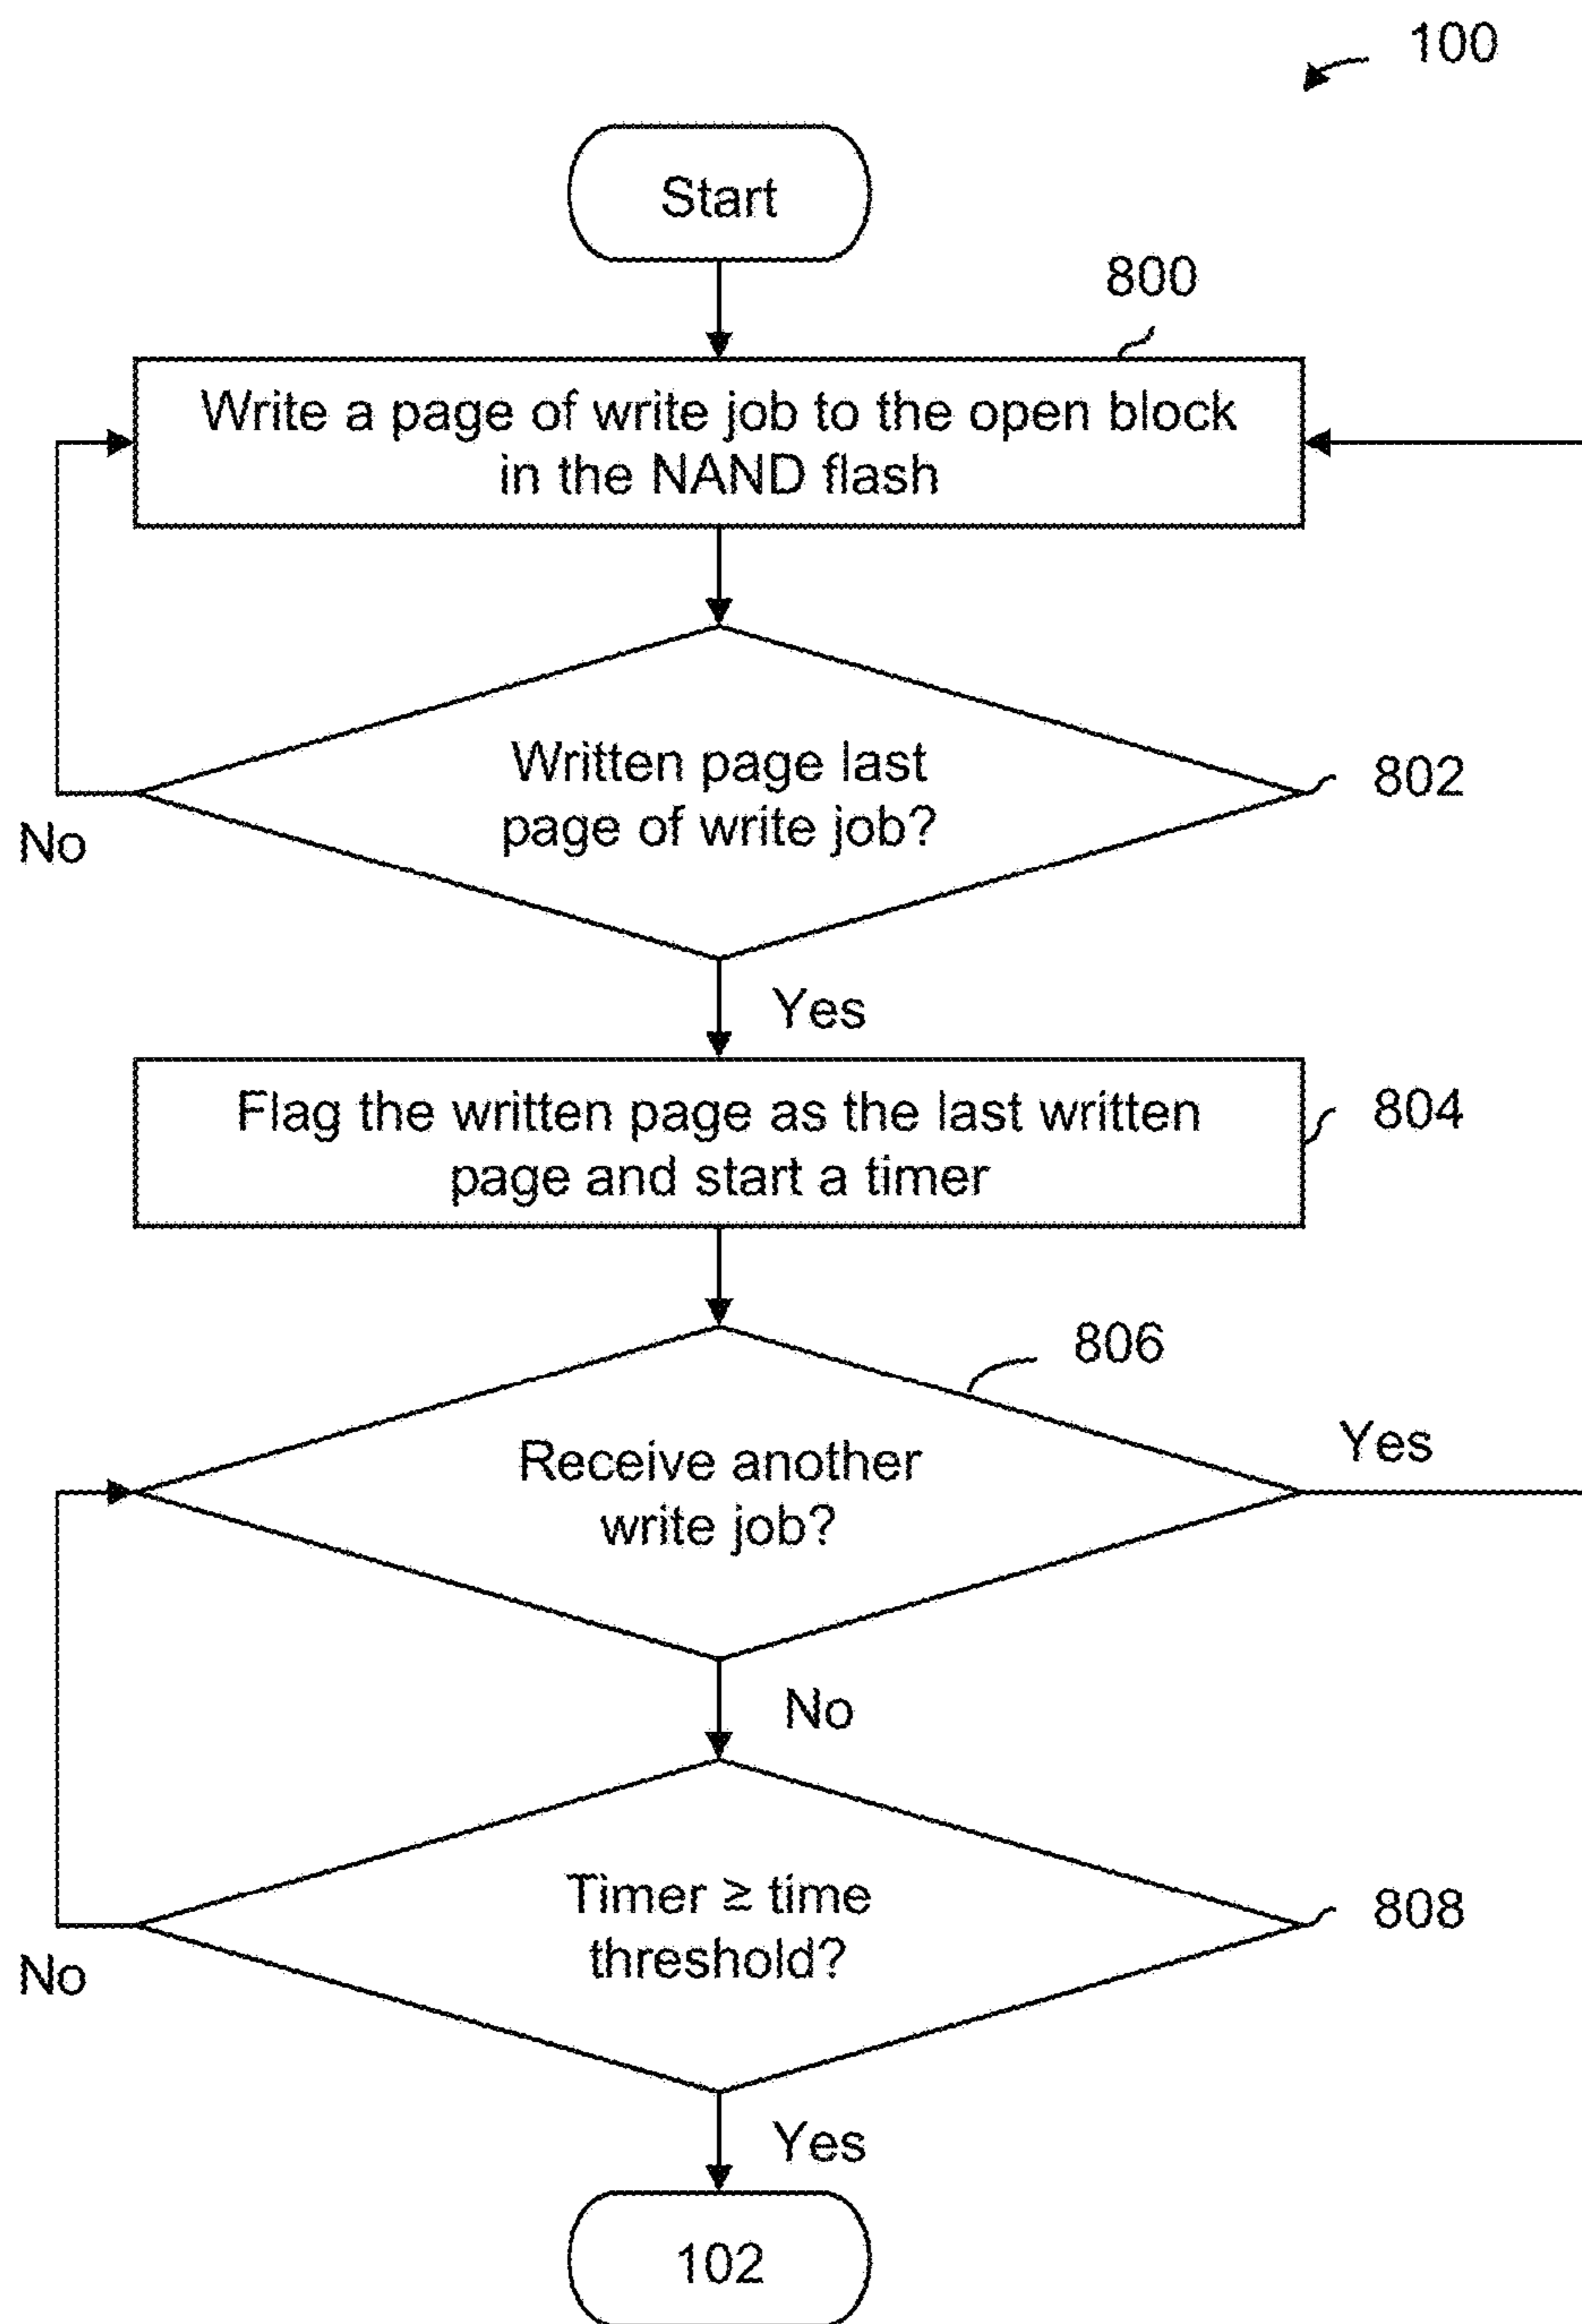 100
Start
800
Write a page of write job to the open block
in the NAND flash
Written page last
page of write job?
802
No
Yes
Flag the written page as the last written
page and start a timer
804
806
Receive another
write job?
Yes
No
Timer ≥ time
threshold?
808
No
Yes
102